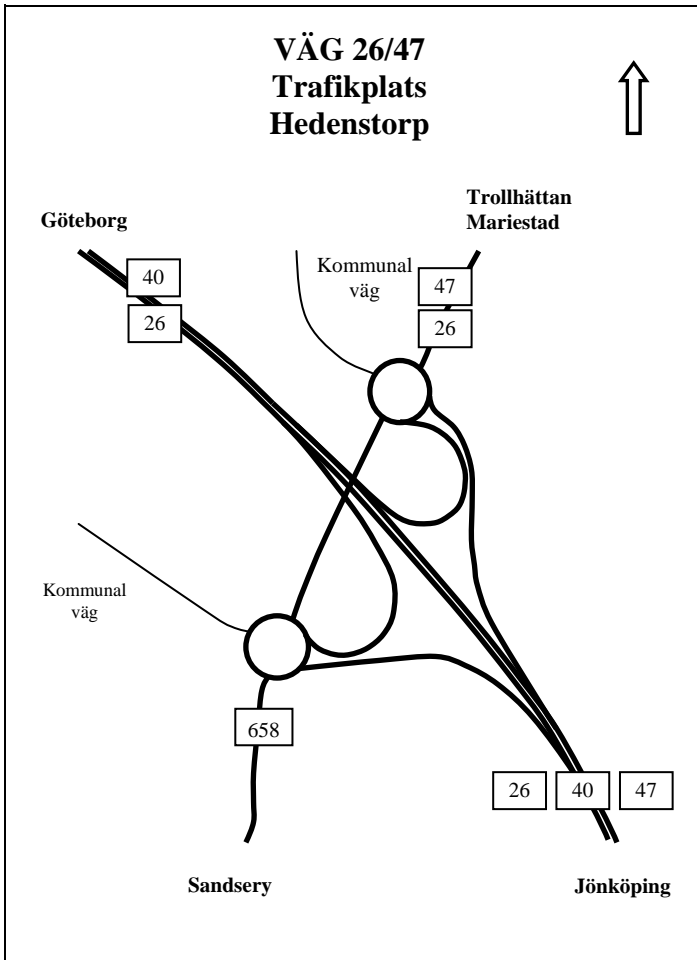 VÄG 26/47
Trafikplats
Hedenstorp
Trollhättan
Mariestad
Göteborg
Kommunal
väg
40
26
47
26
Kommunal
väg
658
26 40 47
Sandsery
Jönköping